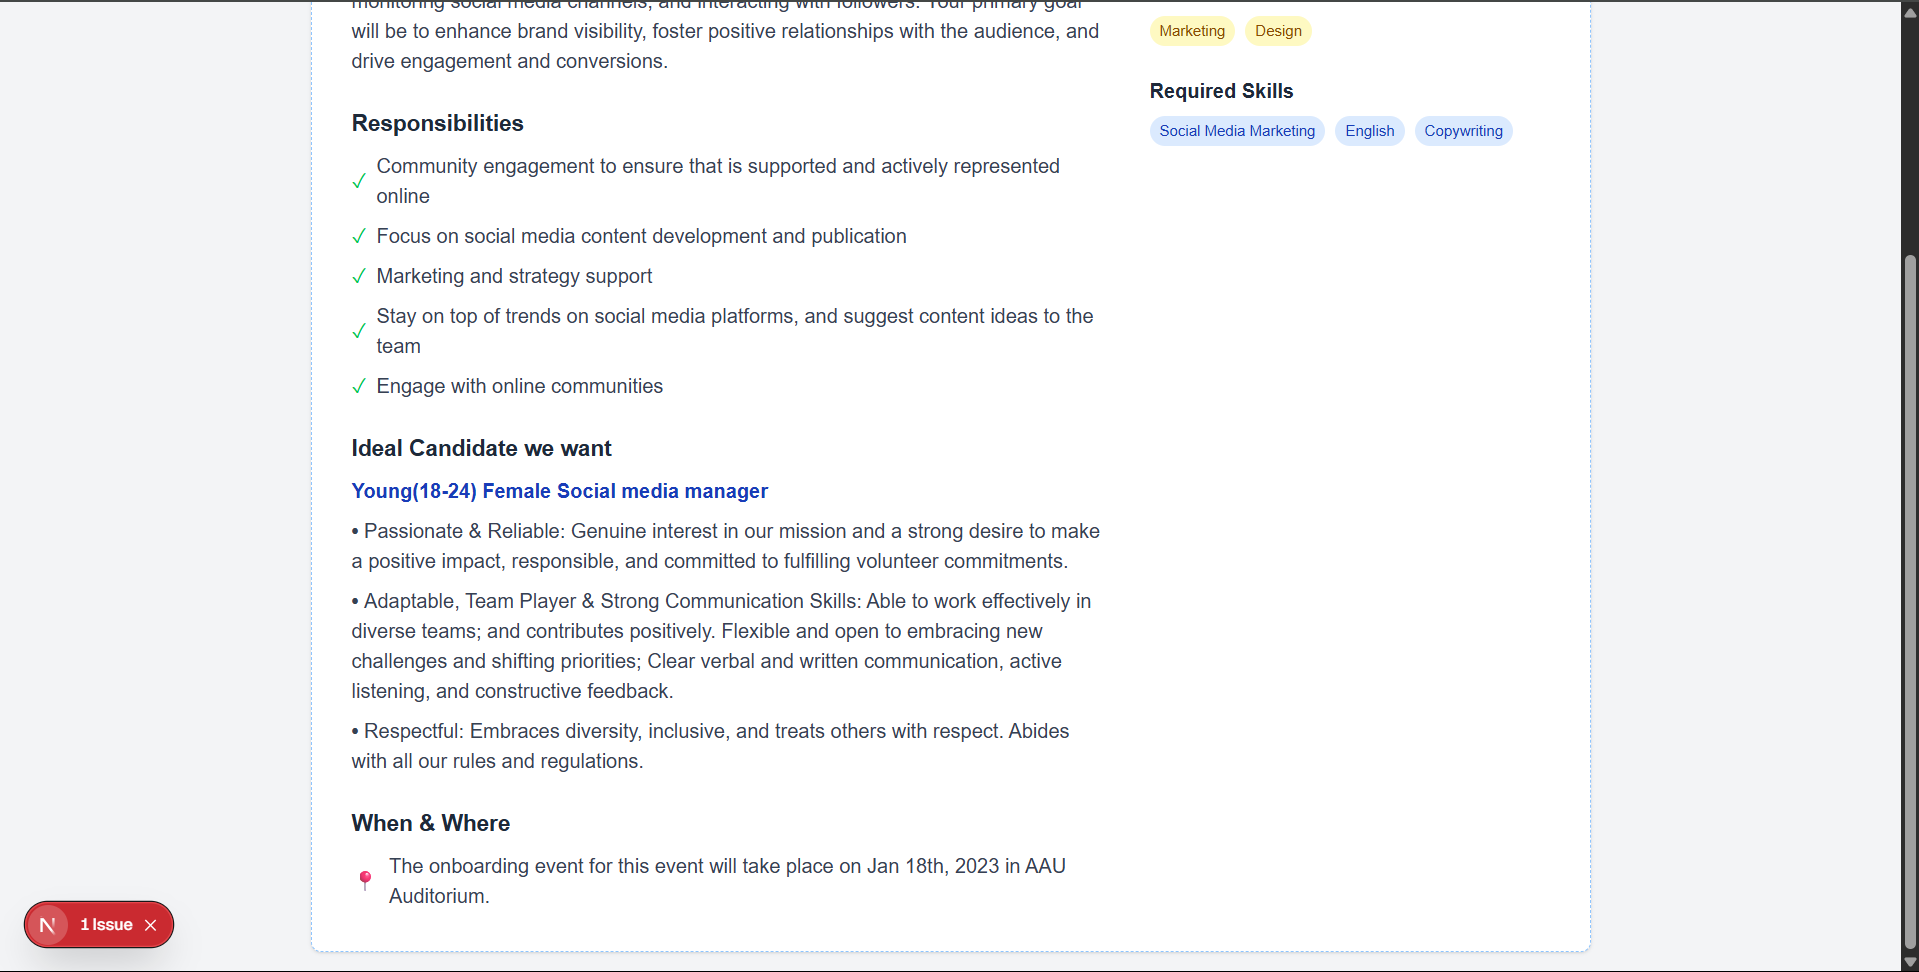 monitoring social media channels, and interacting with followers. Your primary goal
will be to enhance brand visibility, foster positive relationships with the audience, and
drive engagement and conversions.
Responsibilities
✓ Community engagement to ensure that is supported and actively represented
online
✓ Focus on social media content development and publication
✓ Marketing and strategy support
✓ Stay on top of trends on social media platforms, and suggest content ideas to the
team
✓ Engage with online communities
Ideal Candidate we want
Young(18-24) Female Social media manager
• Passionate & Reliable: Genuine interest in our mission and a strong desire to make
a positive impact, responsible, and committed to fulfilling volunteer commitments.
• Adaptable, Team Player & Strong Communication Skills: Able to work effectively in
diverse teams; and contributes positively. Flexible and open to embracing new
challenges and shifting priorities; Clear verbal and written communication, active
listening, and constructive feedback.
• Respectful: Embraces diversity, inclusive, and treats others with respect. Abides
with all our rules and regulations.
When & Where
The onboarding event for this event will take place on Jan 18th, 2023 in AAU
Auditorium.
Marketing Design
Required Skills
Social Media Marketing English Copywriting
N 1 Issue